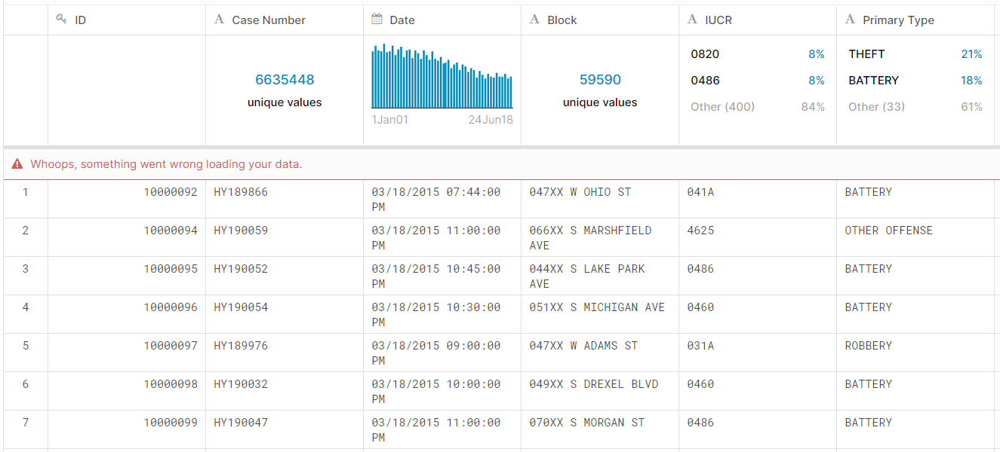 ID A Case Number Date A Block A IUCR A Primary Type
6635448
unique values
1Jan01 24Jun18
59590
unique values
0820 8%
0486 8%
Other (400) 84%
THEFT 21%
BATTERY 18%
Other (33) 61%
Whoops, something went wrong loading your data.
1 10000092 HY189866 03/18/2015 07:44:00 047XX W OHIO ST 041A BATTERY
PM
2 10000094 HY190059 03/18/2015 11:00:00 066XX S MARSHFIELD 4625 OTHER OFFENSE
PM AVE
3 10000095 HY190052 03/18/2015 10:45:00 044XX S LAKE PARK 0486 BATTERY
PM AVE
4 10000096 HY190054 03/18/2015 10:30:00 051XX S MICHIGAN AVE 0460 BATTERY
PM
5 10000097 HY189976 03/18/2015 09:00:00 047XX W ADAMS ST 031A ROBBERY
PM
6 10000098 HY190032 03/18/2015 10:00:00 049XX S DREXEL BLVD 0460 BATTERY
PM
7 10000099 HY190047 03/18/2015 11:00:00 070XX S MORGAN ST 0486 BATTERY
PM